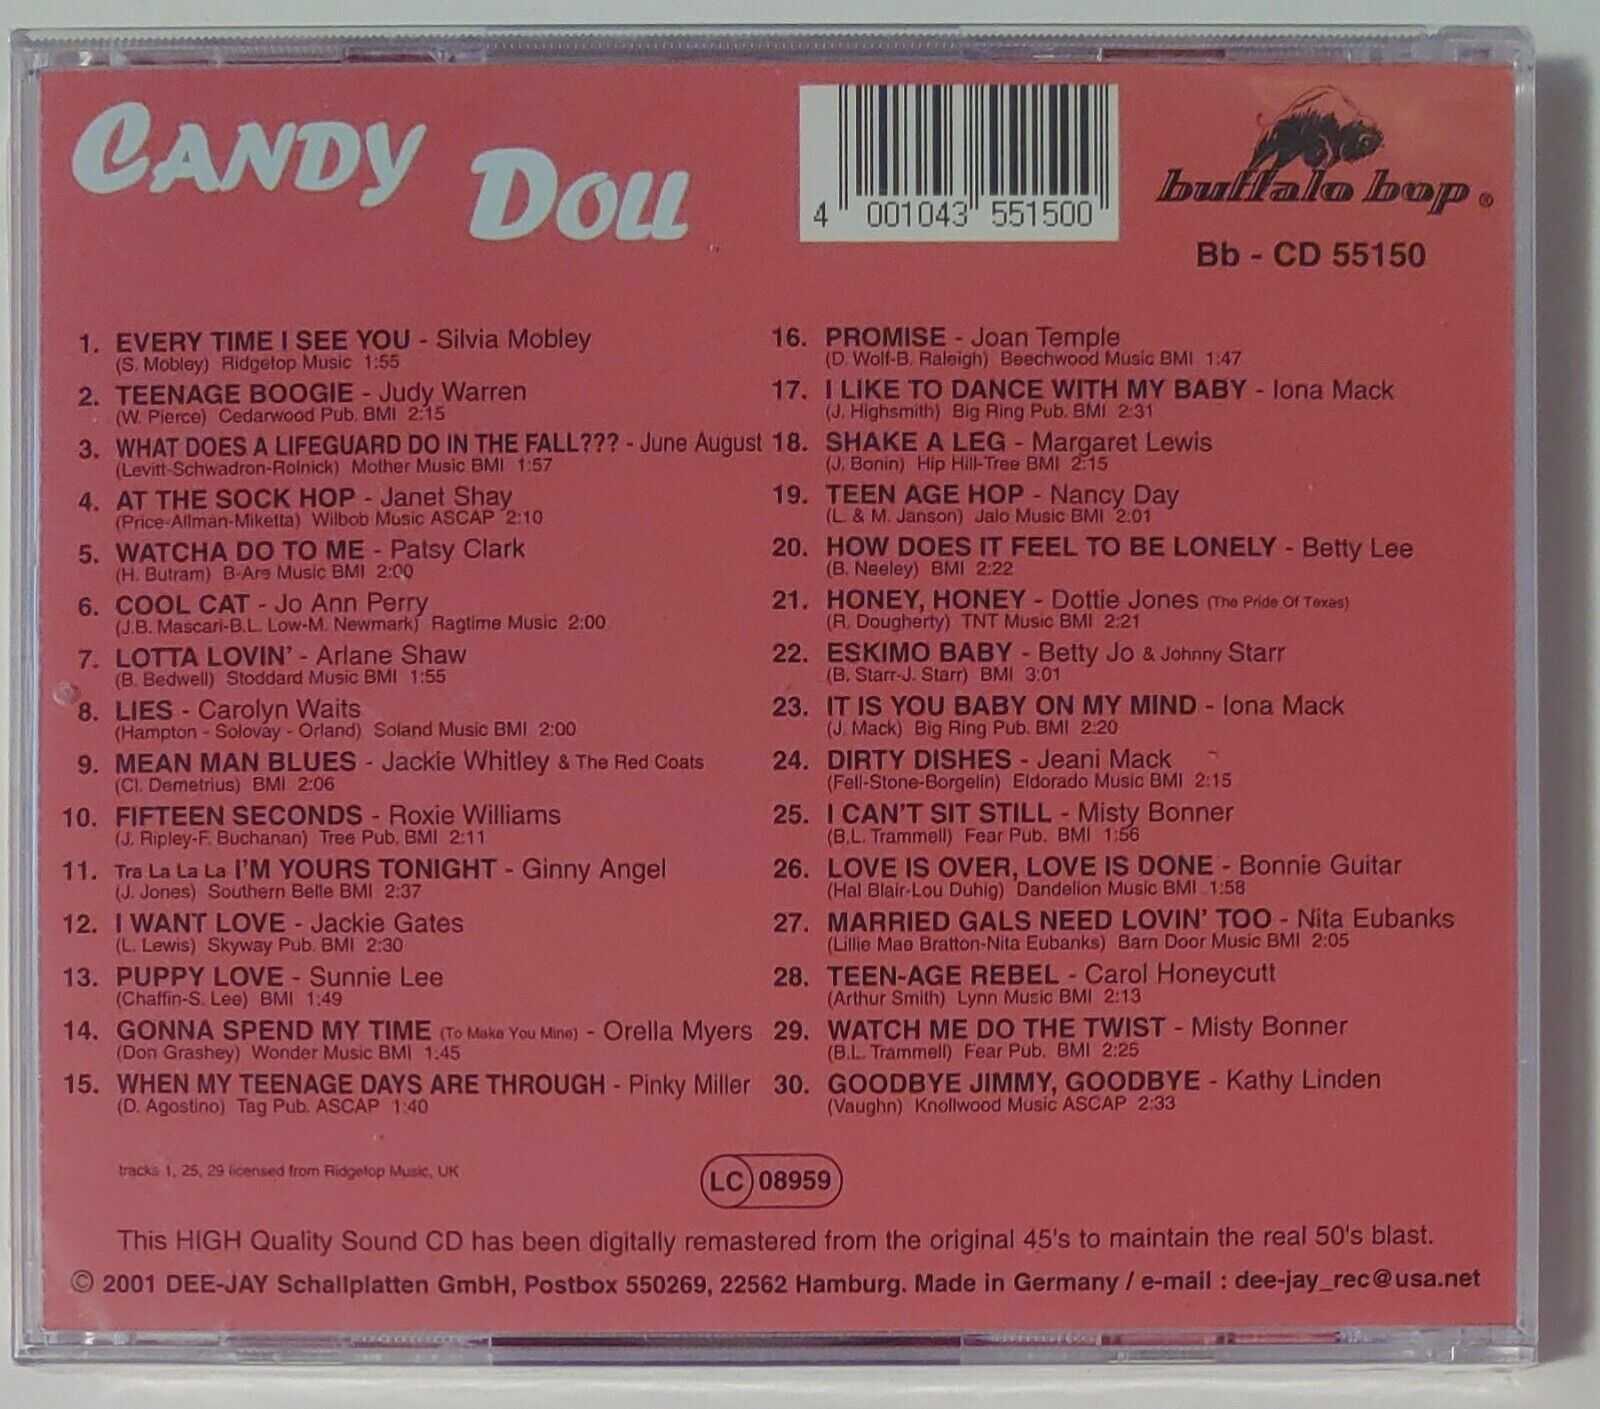 CANDY DOLL
4 001043 551500
buffalo bop ®
Bb - CD 55150
1. EVERY TIME I SEE YOU - Silvia Mobley
(S. Mobley) Ridgetop Music 1:55
2. TEENAGE BOOGIE - Judy Warren
(W. Pierce) Cedarwood Pub. BMI 2:15
3. WHAT DOES A LIFEGUARD DO IN THE FALL??? - June August
(Levitt-Schwadron-Rolnick) Mother Music BMI 1:57
4. AT THE SOCK HOP - Janet Shay
(Price-Allman-Miketta) Wilbob Music ASCAP 2:10
5. WATCHA DO TO ME - Patsy Clark
(H. Butram) B-Are Music BMI 2:00
6. COOL CAT - Jo Ann Perry
(J.B. Mascari-B.L. Low-M. Newmark) Ragtime Music 2:00
7. LOTTA LOVIN' - Arlane Shaw
(B. Bedwell) Stoddard Music BMI 1:55
8. LIES - Carolyn Waits
(Hampton - Solovay - Orland) Soland Music BMI 2:00
9. MEAN MAN BLUES - Jackie Whitley & The Red Coats
(Cl. Demetrius) BMI 2:06
10. FIFTEEN SECONDS - Roxie Williams
(J. Ripley-F. Buchanan) Tree Pub. BMI 2:11
11. Tra La La La I'M YOURS TONIGHT - Ginny Angel
(J. Jones) Southern Belle BMI 2:37
12. I WANT LOVE - Jackie Gates
(L. Lewis) Skyway Pub. BMI 2:30
13. PUPPY LOVE - Sunnie Lee
(Chaffin-S. Lee) BMI 1:49
14. GONNA SPEND MY TIME (To Make You Mine) - Orella Myers
(Don Grashey) Wonder Music BMI 1:45
15. WHEN MY TEENAGE DAYS ARE THROUGH - Pinky Miller
(D. Agostino) Tag Pub. ASCAP 1:40
16. PROMISE - Joan Temple
(D. Wolf-B. Raleigh) Beechwood Music BMI 1:47
17. I LIKE TO DANCE WITH MY BABY - Iona Mack
(J. Highsmith) Big Ring Pub. BMI 2:31
18. SHAKE A LEG - Margaret Lewis
(J. Bonin) Hip Hill-Tree BMI 2:15
19. TEEN AGE HOP - Nancy Day
(L. & M. Janson) Jalo Music BMI 2:01
20. HOW DOES IT FEEL TO BE LONELY - Betty Lee
(B. Neeley) BMI 2:22
21. HONEY, HONEY - Dottie Jones (The Pride Of Texas)
(R. Dougherty) TNT Music BMI 2:21
22. ESKIMO BABY - Betty Jo & Johnny Starr
(B. Starr-J. Starr) BMI 3:01
23. IT IS YOU BABY ON MY MIND - Iona Mack
(J. Mack) Big Ring Pub. BMI 2:20
24. DIRTY DISHES - Jeani Mack
(Fell-Stone-Borgelin) Eldorado Music BMI 2:15
25. I CAN'T SIT STILL - Misty Bonner
(B.L. Trammell) Fear Pub. BMI 1:56
26. LOVE IS OVER, LOVE IS DONE - Bonnie Guitar
(Hal Blair-Lou Duhig) Dandelion Music BMI 1:58
27. MARRIED GALS NEED LOVIN' TOO - Nita Eubanks
(Lillie Mae Bratton-Nita Eubanks) Barn Door Music BMI 2:05
28. TEEN-AGE REBEL - Carol Honeycutt
(Arthur Smith) Lynn Music BMI 2:13
29. WATCH ME DO THE TWIST - Misty Bonner
(B.L. Trammell) Fear Pub. BMI 2:25
30. GOODBYE JIMMY, GOODBYE - Kathy Linden
(Vaughn) Knollwood Music ASCAP 2:33
tracks 1, 25, 29 licensed from Ridgetop Music, UK
LC 08959
This HIGH Quality Sound CD has been digitally remastered from the original 45's to maintain the real 50's blast.
© 2001 DEE-JAY Schallplatten GmbH, Postbox 550269, 22562 Hamburg. Made in Germany / e-mail : dee-jay_rec@usa.net